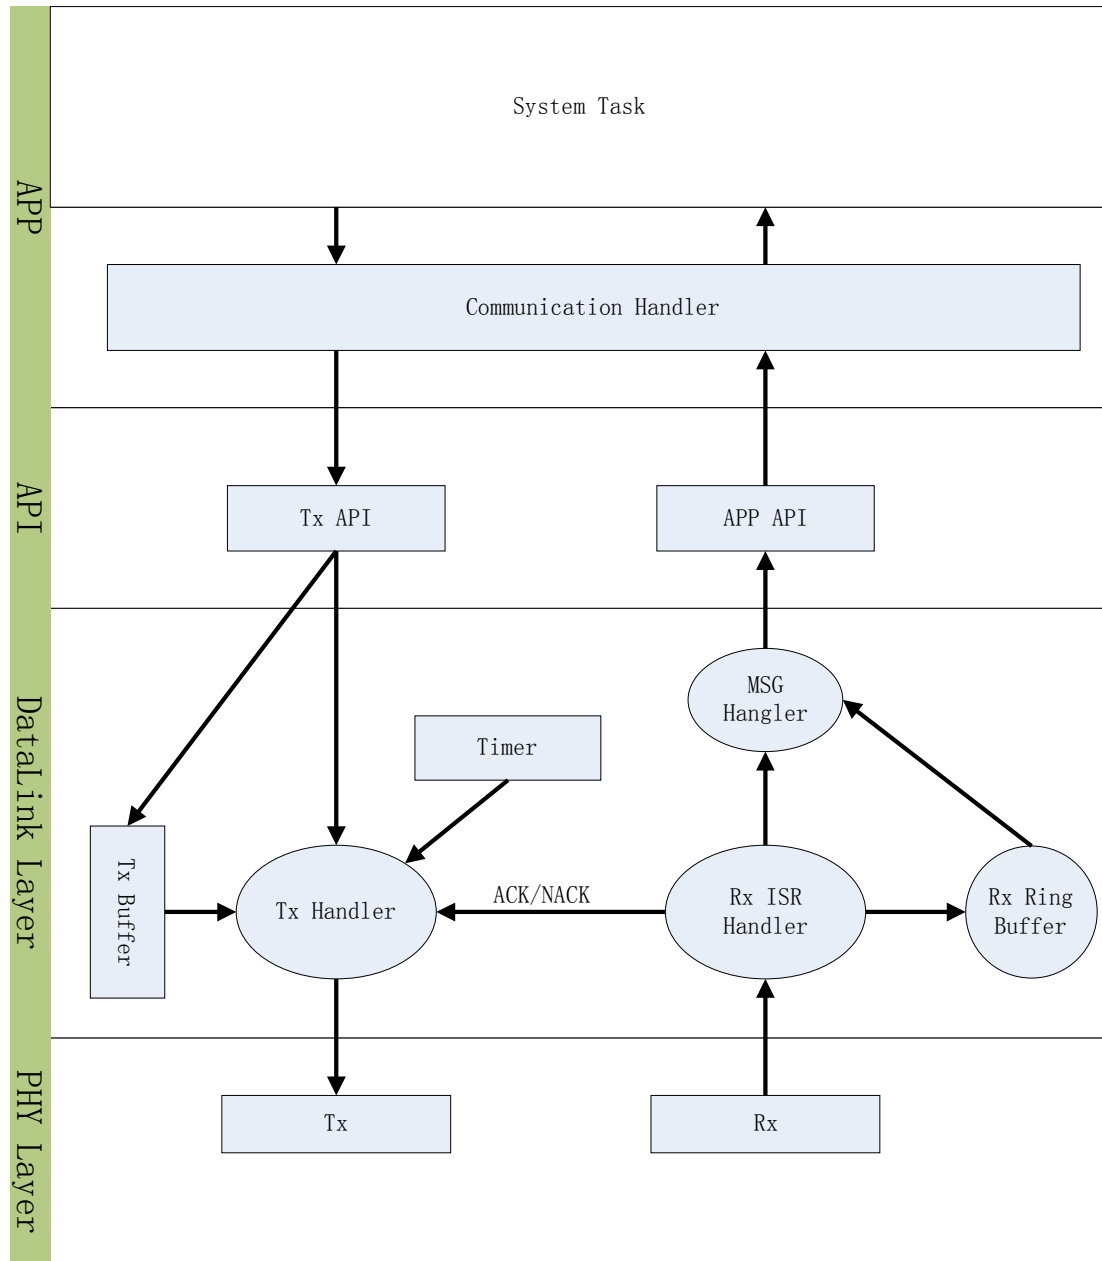 System Task
APP
Communication Handler
API
Tx API
APP API
DataLink Layer
MSG
Hangler
Timer
Tx Buffer
Tx Handler
ACK/NACK
Rx ISR
Handler
Rx Ring
Buffer
PHY Layer
Tx
Rx